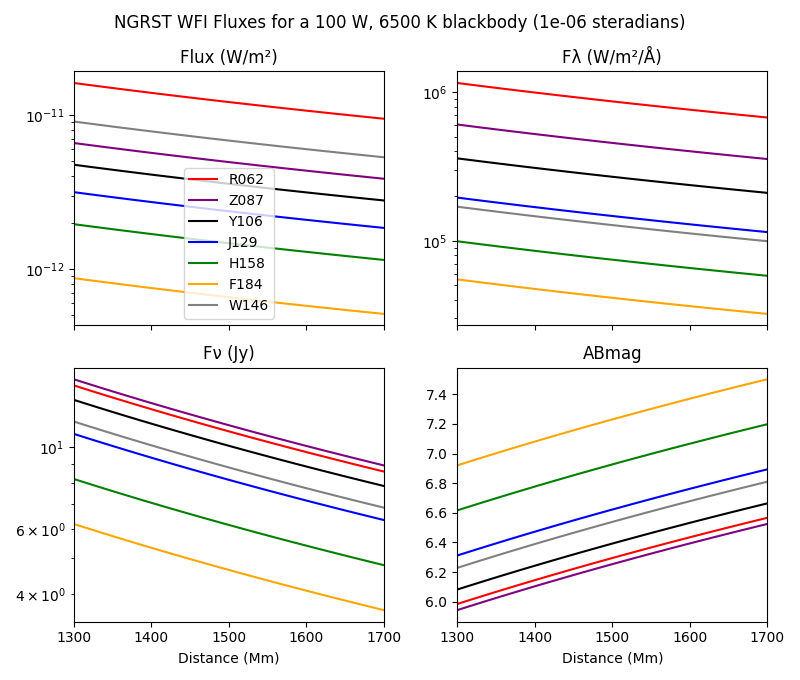 NGRST WFI Fluxes for a 100 W, 6500 K blackbody (1e-06 steradians)
Flux (W/m²)
Fλ (W/m²/Å)
10⁻¹¹
10⁻¹²
R062
Z087
Y106
J129
H158
F184
W146
10⁶
10⁵
Fν (Jy)
ABmag
10¹
6 × 10⁰
4 × 10⁰
1300 1400 1500 1600 1700
Distance (Mm)
7.4
7.2
7.0
6.8
6.6
6.4
6.2
6.0
1300 1400 1500 1600 1700
Distance (Mm)